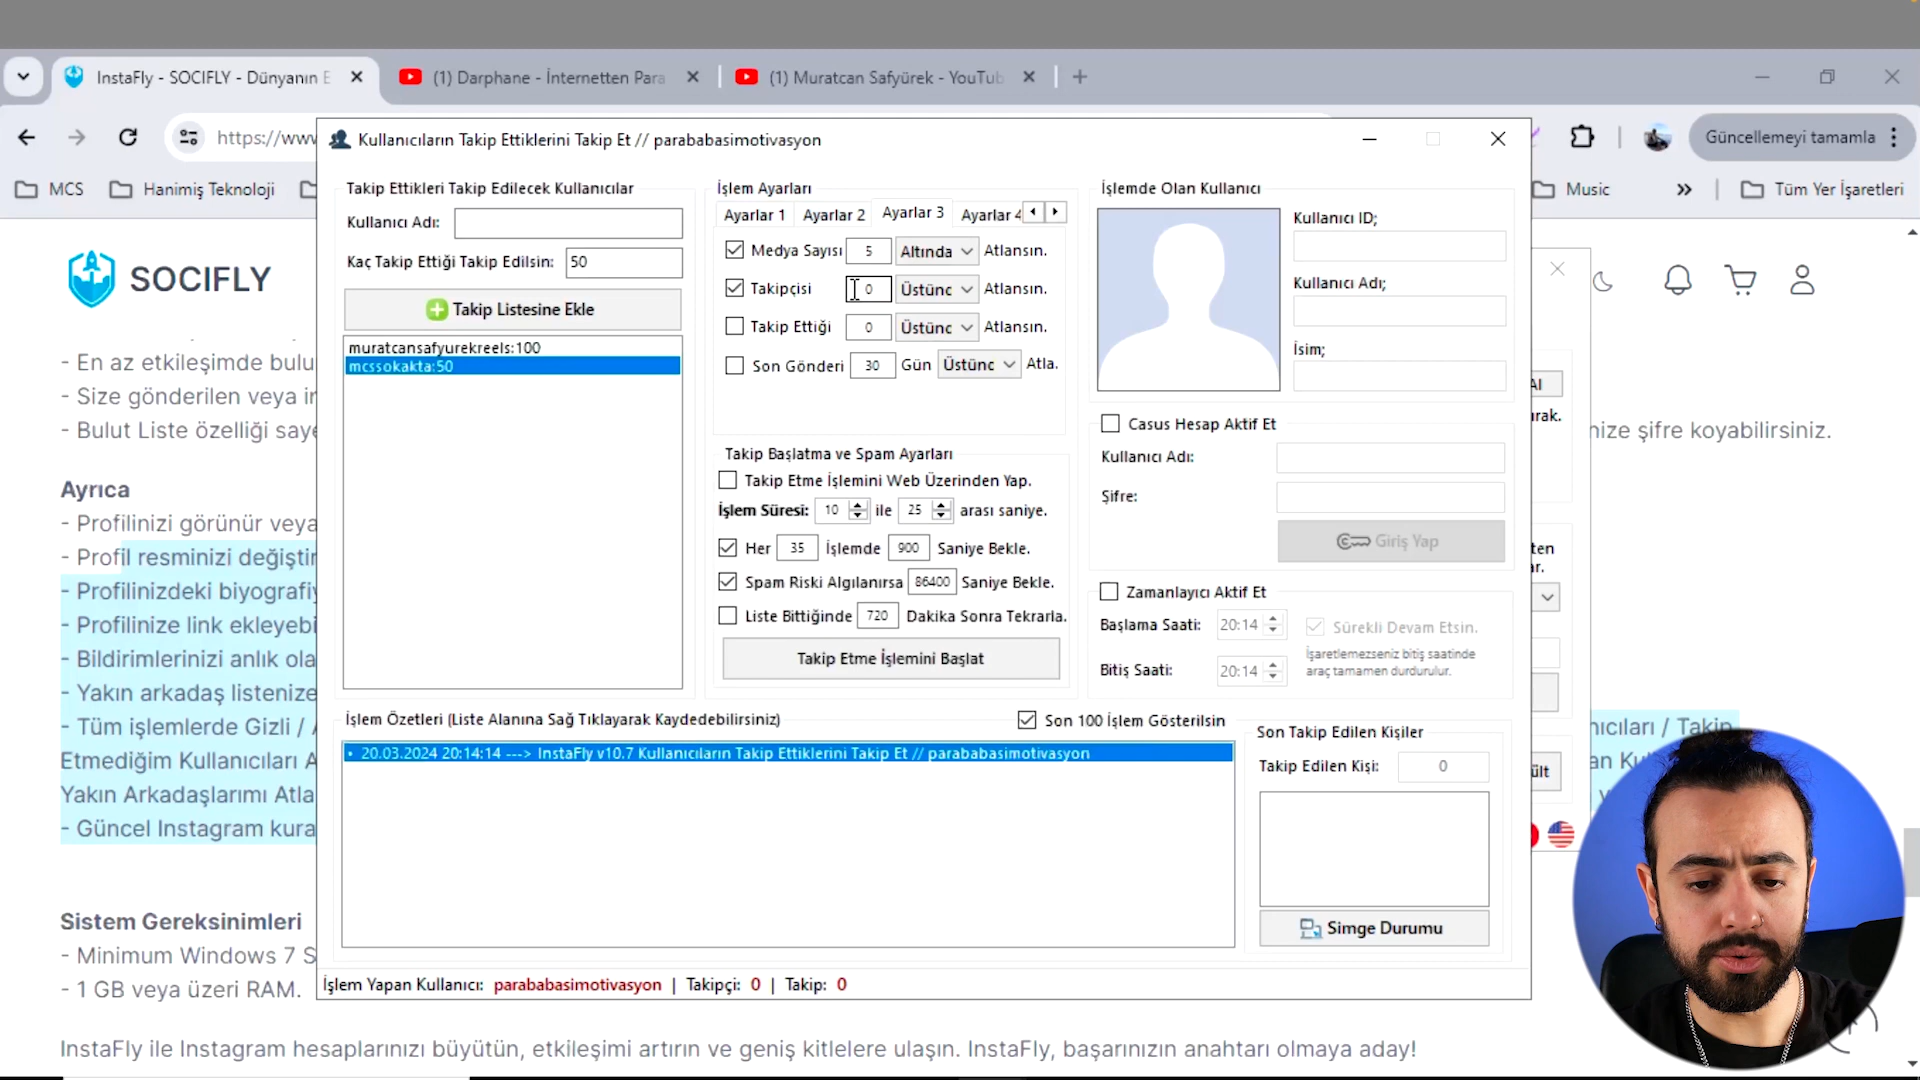 InstaFly - SOCIFLY - Dünyanın E
(1) Darphane - İnternetten Para
(1) Muratcan Safyürek - YouTub
https://www
Güncellemeyi tamamla
MCS
Hanimiş Teknoloji
Music
Tüm Yer İşaretleri
SOCIFLY
- En az etkileşimde bulu
- Size gönderilen veya ir
- Bulut Liste özelliği saye
nize şifre koyabilirsiniz.
Ayrıca
- Profilinizi görünür veya
- Profil resminizi değiştir
- Profilinizdeki biyografiy
- Profilinize link ekleyebi
- Bildirimlerinizi anlık ola
- Yakın arkadaş listenize
- Tüm işlemlerde Gizli / A
nıcıları / Takip
Etmediğim Kullanıcıları A
Yakın Arkadaşlarımı Atla
- Güncel Instagram kura
Sistem Gereksinimleri
- Minimum Windows 7 S
- 1 GB veya üzeri RAM.
InstaFly ile Instagram hesaplarınızı büyütün, etkileşimi artırın ve geniş kitlelere ulaşın. InstaFly, başarınızın anahtarı olmaya aday!
Kullanıcıların Takip Ettiklerini Takip Et // parababasimotivasyon
Takip Ettikleri Takip Edilecek Kullanıcılar
Kullanıcı Adı:
Kaç Takip Ettiği Takip Edilsin: 50
Takip Listesine Ekle
muratcansafyurekreels:100
mcssokakta:50
İşlem Ayarları
Ayarlar 1 Ayarlar 2 Ayarlar 3 Ayarlar 4
Medya Sayısı 5 Altında Atlansın.
Takipçisi 0 Üstünc Atlansın.
Takip Ettiği 0 Üstünc Atlansın.
Son Gönderi 30 Gün Üstünc Atla.
Takip Başlatma ve Spam Ayarları
Takip Etme İşlemini Web Üzerinden Yap.
İşlem Süresi: 10 ile 25 arası saniye.
Her 35 İşlemde 900 Saniye Bekle.
Spam Riski Algılanırsa 86400 Saniye Bekle.
Liste Bittiğinde 720 Dakika Sonra Tekrarla.
Takip Etme İşlemini Başlat
İşlemde Olan Kullanıcı
Kullanıcı ID;
Kullanıcı Adı;
İsim;
Casus Hesap Aktif Et
Kullanıcı Adı:
Şifre:
Giriş Yap
Zamanlayıcı Aktif Et
Başlama Saati: 20:14
Sürekli Devam Etsin.
İşaretlemezseniz bitiş saatinde
araç tamamen durdurulur.
Bitiş Saati: 20:14
İşlem Özetleri (Liste Alanına Sağ Tıklayarak Kaydedebilirsiniz)
Son 100 İşlem Gösterilsin
• 20.03.2024 20:14:14 ---> InstaFly v10.7 Kullanıcıların Takip Ettiklerini Takip Et // parababasimotivasyon
Son Takip Edilen Kişiler
Takip Edilen Kişi: 0
Simge Durumu
İşlem Yapan Kullanıcı: parababasimotivasyon | Takipçi: 0 | Takip: 0